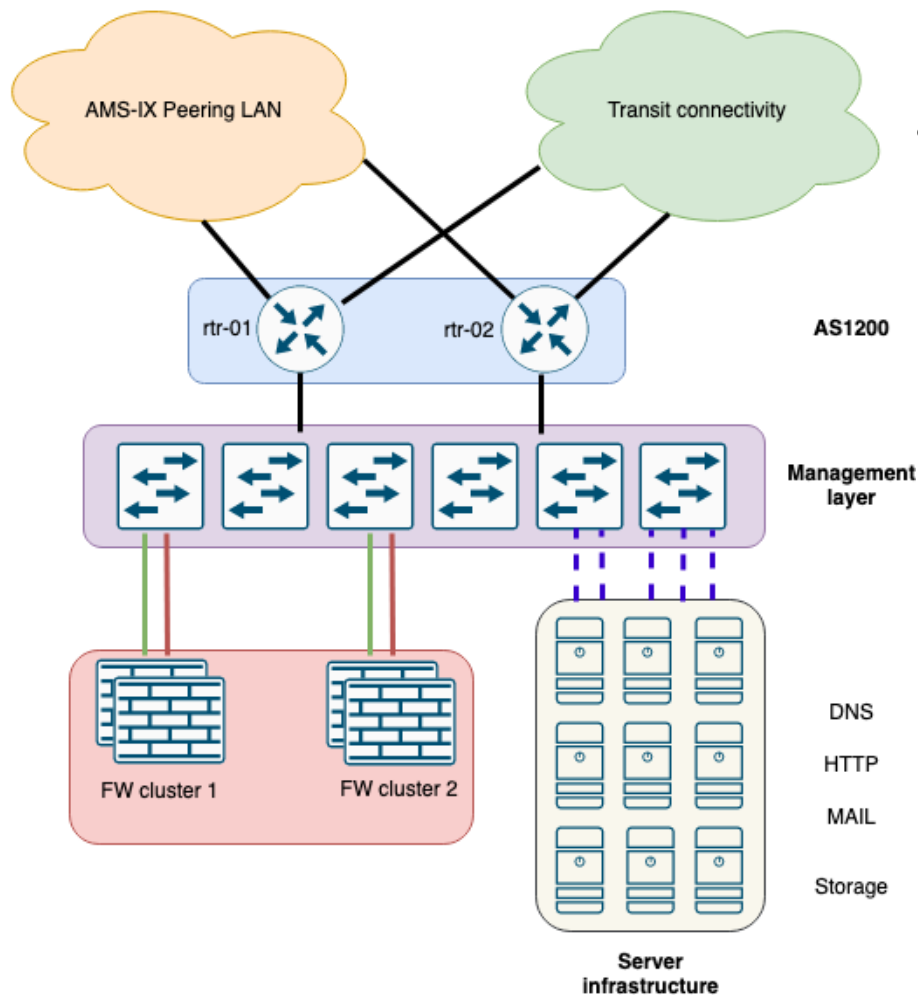 AMS-IX Peering LAN
Transit connectivity
rtr-01
rtr-02
AS1200
Management
layer
FW cluster 1
FW cluster 2
DNS
HTTP
MAIL
Storage
Server
infrastructure